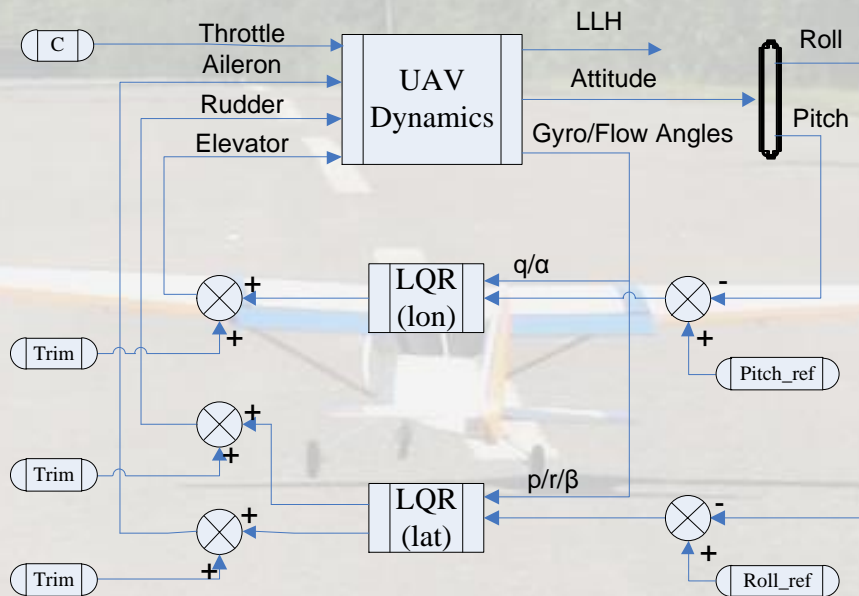 C
Throttle
Aileron
Rudder
Elevator
UAV
Dynamics
LLH
Attitude
Gyro/Flow Angles
Roll
Pitch
q/α
LQR
(lon)
+
+
-
+
Trim
Pitch_ref
+
+
Trim
p/r/β
LQR
(lat)
+
+
-
+
Trim
Roll_ref